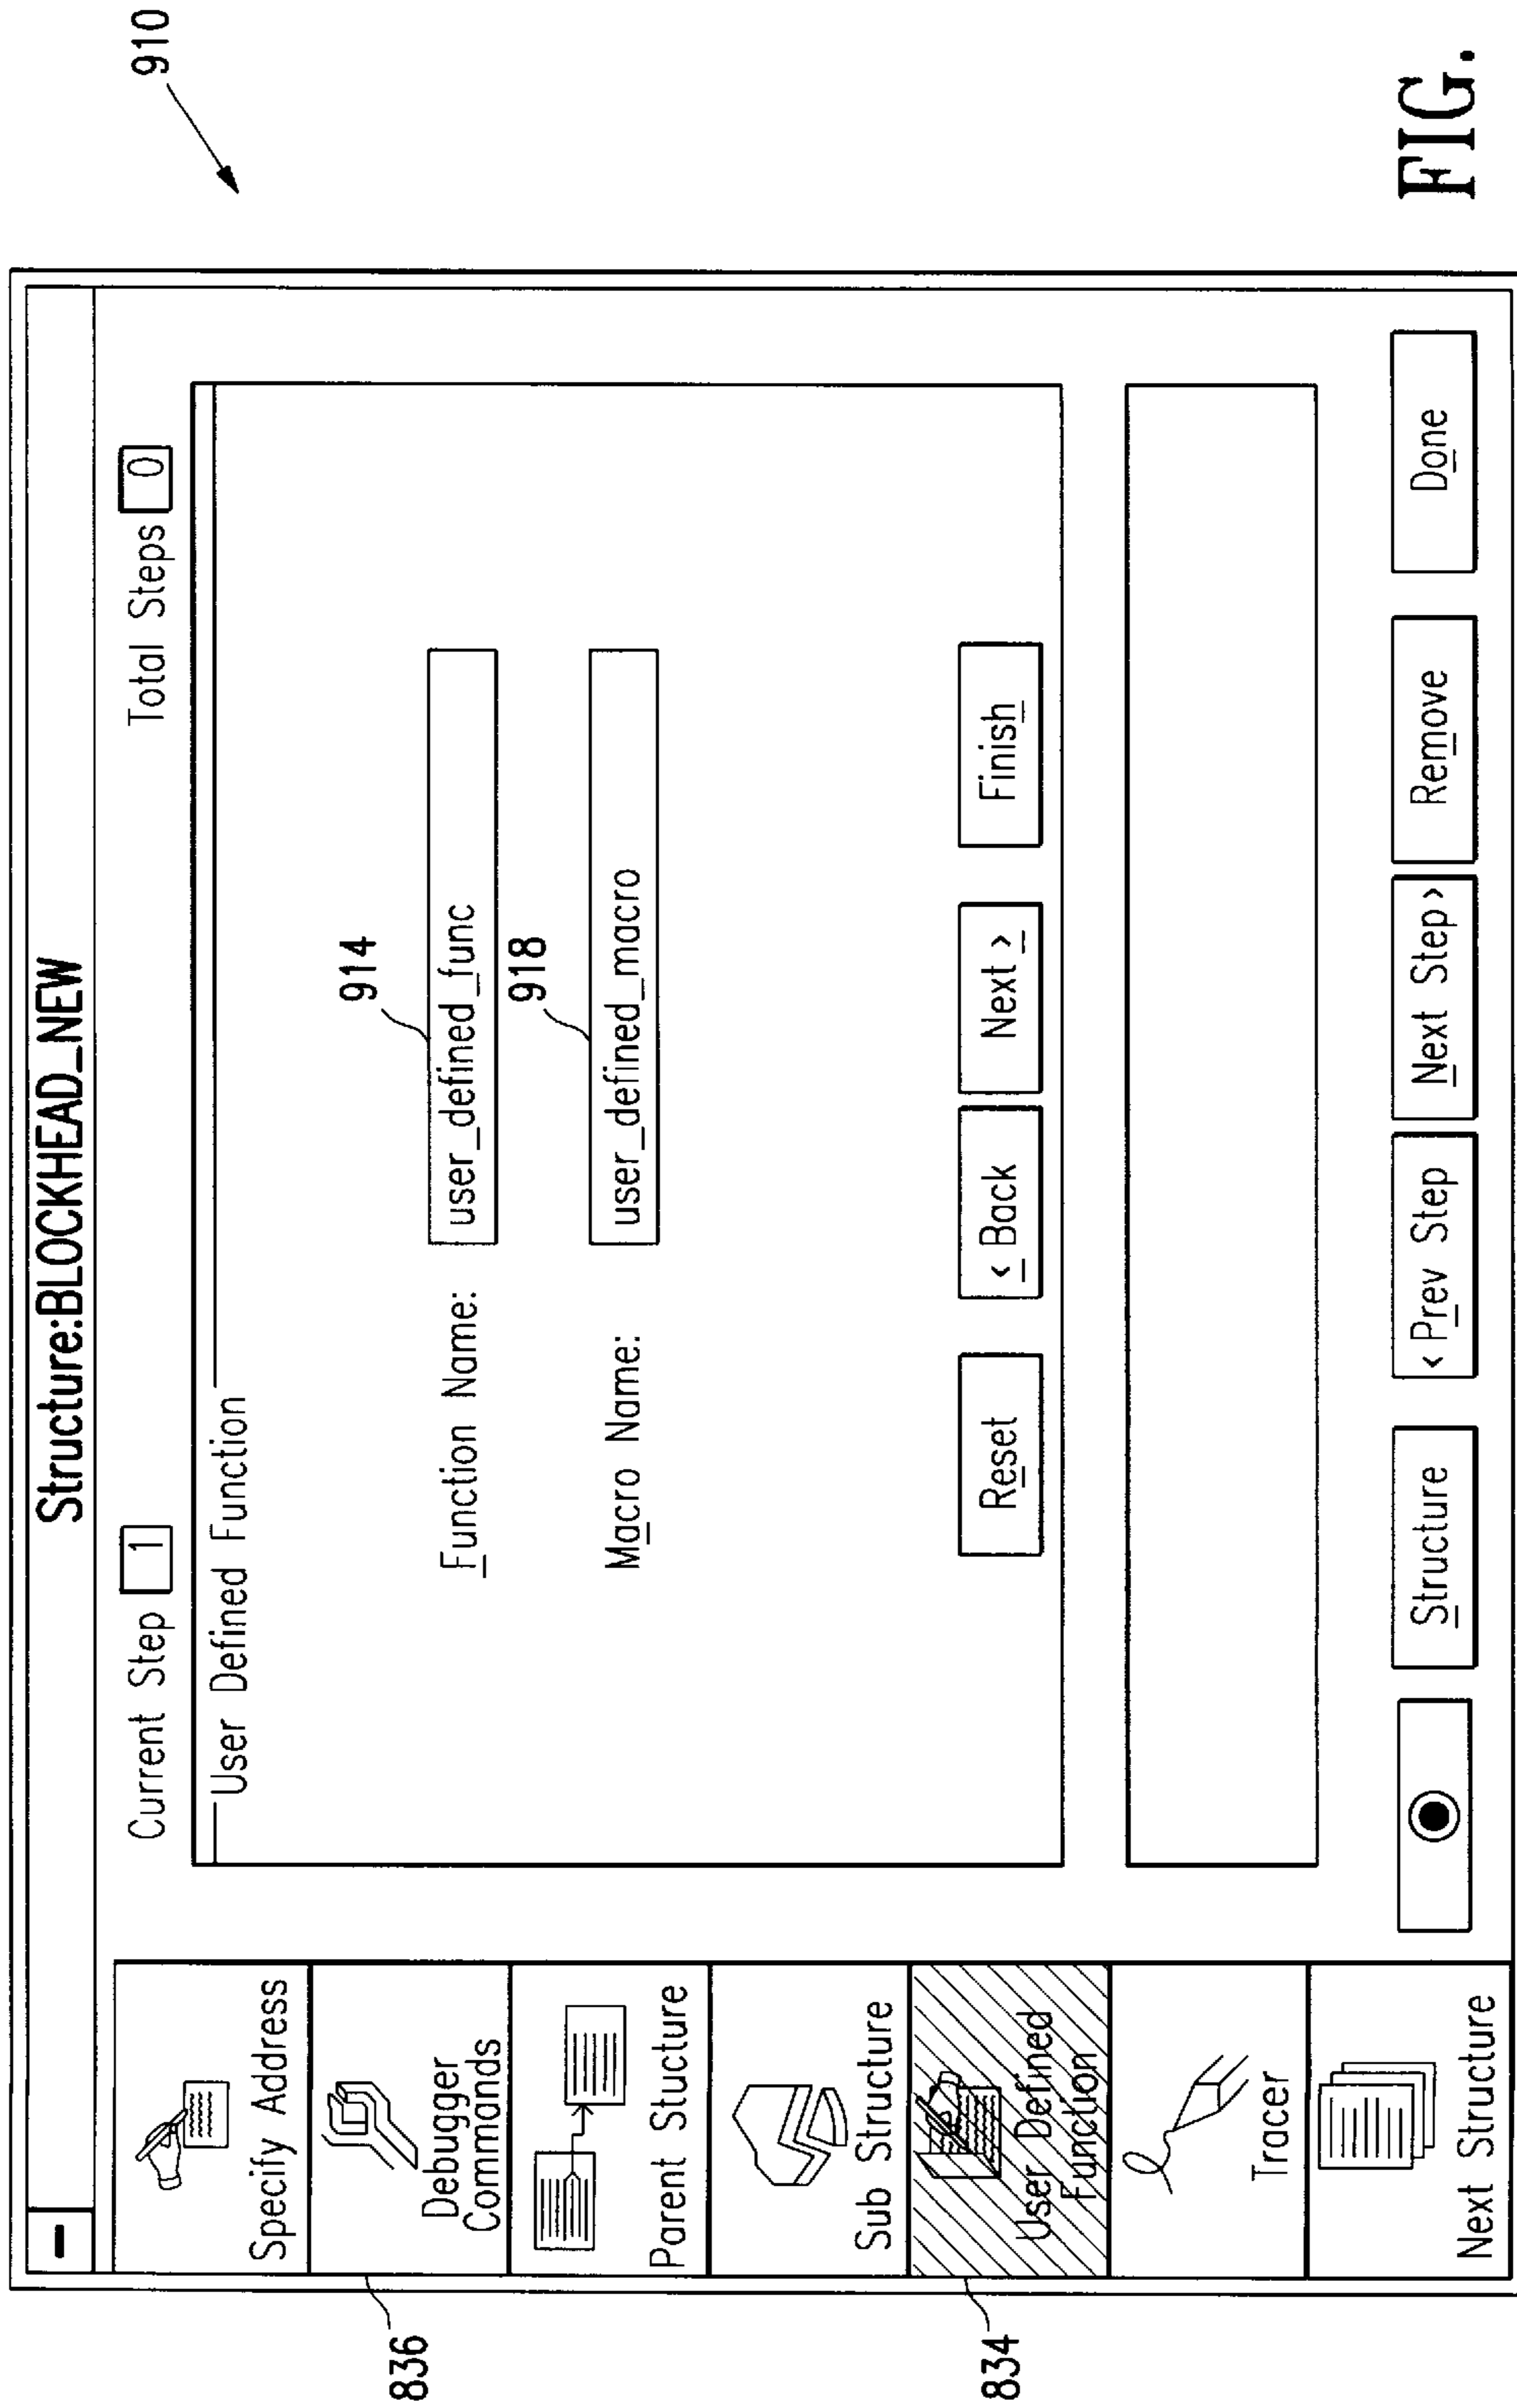 Structure:BLOCKHEAD_NEW
910
Current Step 1
Total Steps 0
836
834
Specify Address
Debugger
Commands
Parent Stucture
Sub Structure
User Defined
Function
Tracer
Next Structure
User Defined Function
914
Function Name: user_defined_func
918
Macro Name: user_defined_macro
Reset
< Back
Next >
Finish
Structure
< Prev Step
Next Step >
Remove
Done
FIG.